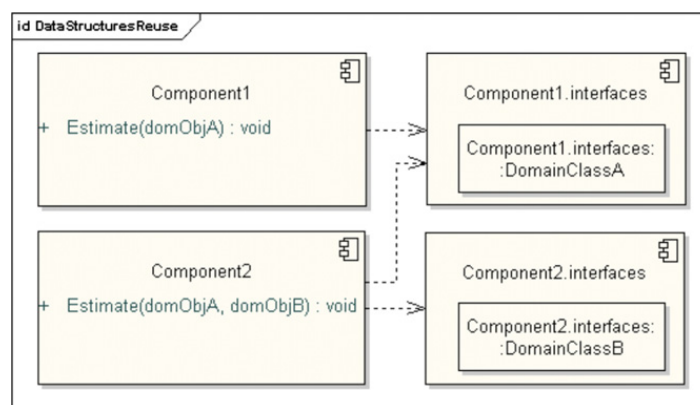 id DataStructuresReuse
Component1
+ Estimate(domObjA) : void
Component1.interfaces
Component1.interfaces:
:DomainClassA
Component2
+ Estimate(domObjA, domObjB) : void
Component2.interfaces
Component2.interfaces:
:DomainClassB